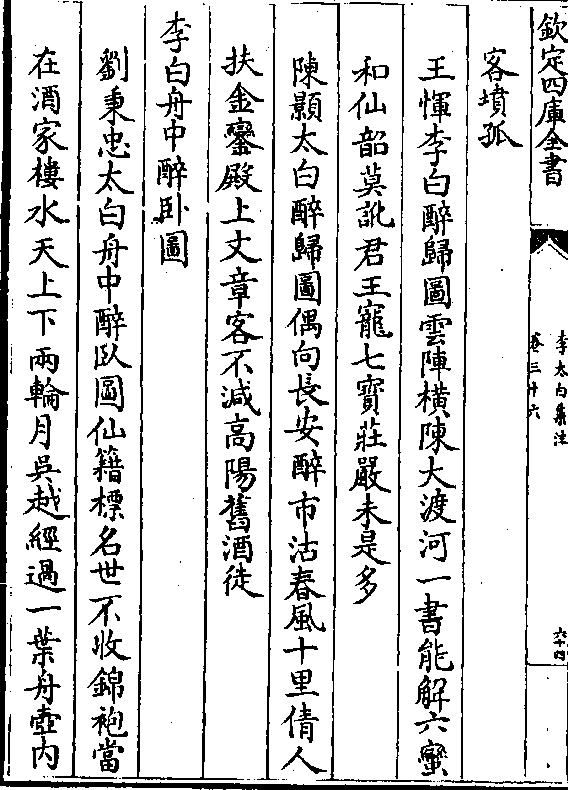 欽定四庫全書
李太白集注
卷三十六
六十四
客墳孤
王惲李白醉歸圖雲陣橫陳大渡河一書能解六蠻
和仙韶莫訛君王寵七寶莊嚴未是多
陳顥太白醉歸圖偶向長安醉市沽春風十里倩人
扶金鑾殿上文章客不減高陽舊酒徒
李白舟中醉卧圖
劉秉忠太白舟中醉臥圖仙籍標名世不收錦袍當
在酒家樓水天上下兩輪月吳越經過一葉舟壺内